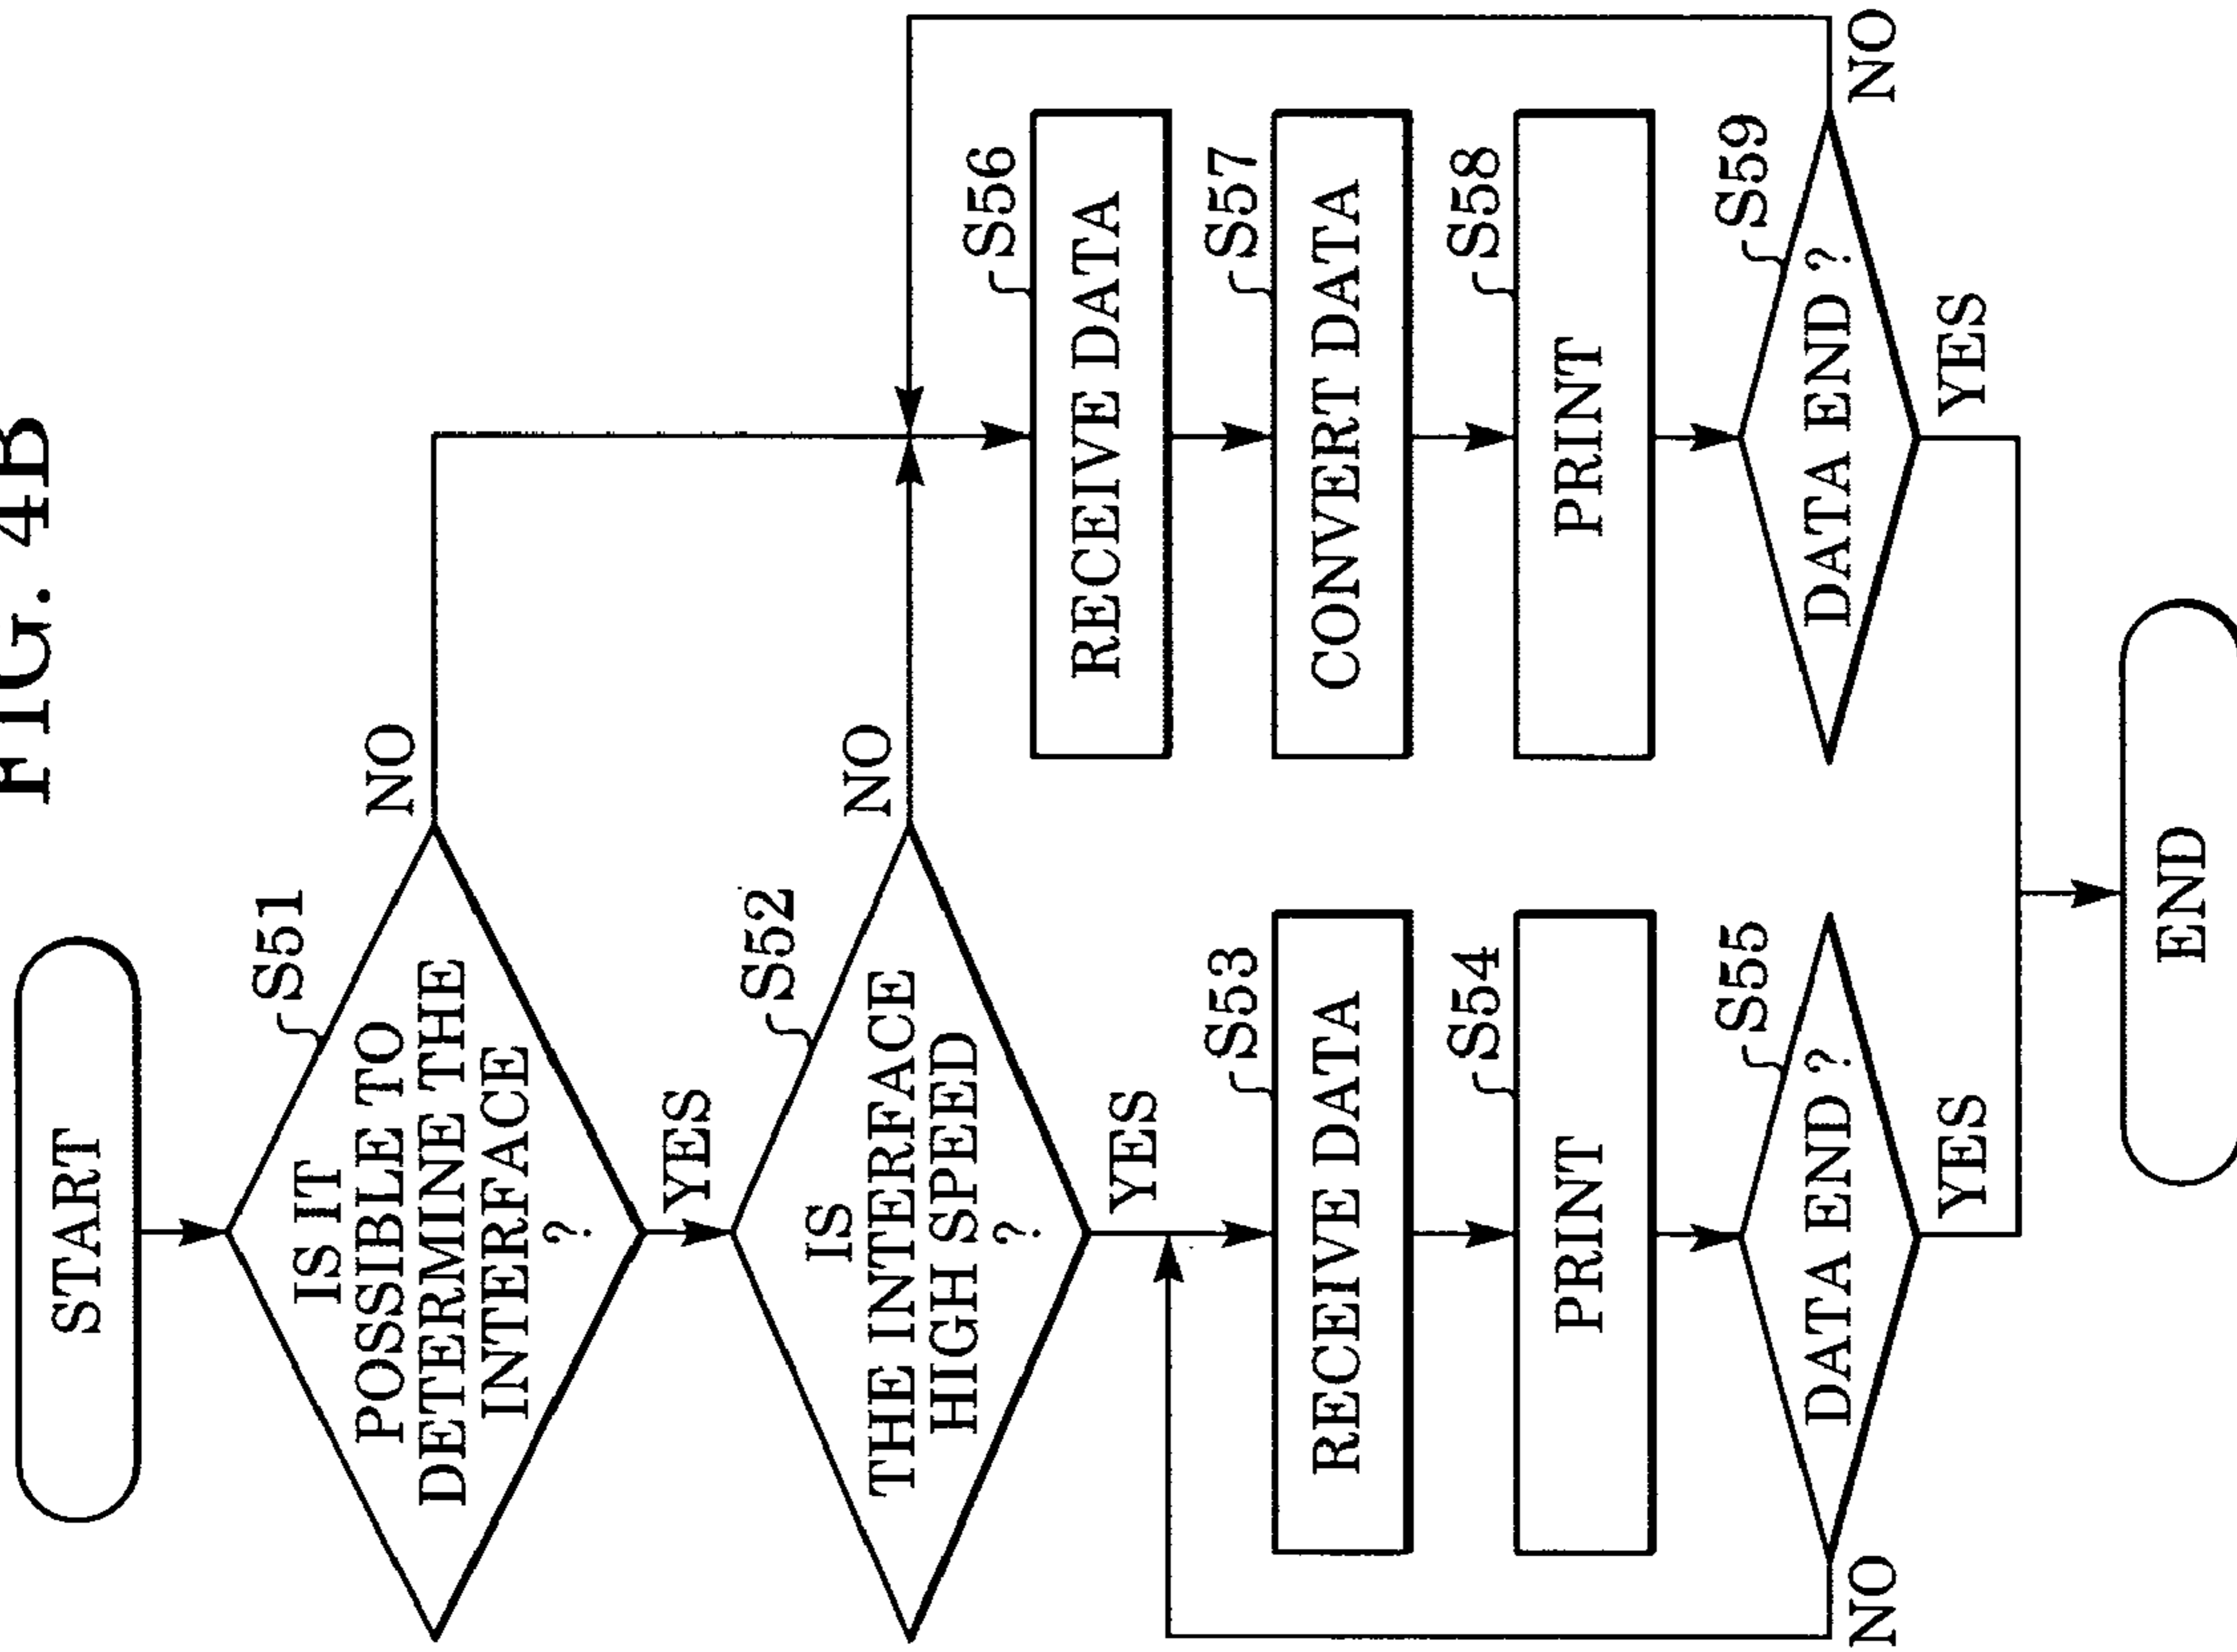 FIG. 4B
START
S51
IS IT
POSSIBLE TO
DETERMINE THE
INTERFACE
?
NO
YES
S52
IS
THE INTERFACE
HIGH SPEED
?
NO
YES
S53
RECEIVE DATA
S54
PRINT
S55
DATA END ?
NO
YES
S56
RECEIVE DATA
S57
CONVERT DATA
S58
PRINT
S59
DATA END ?
NO
YES
END